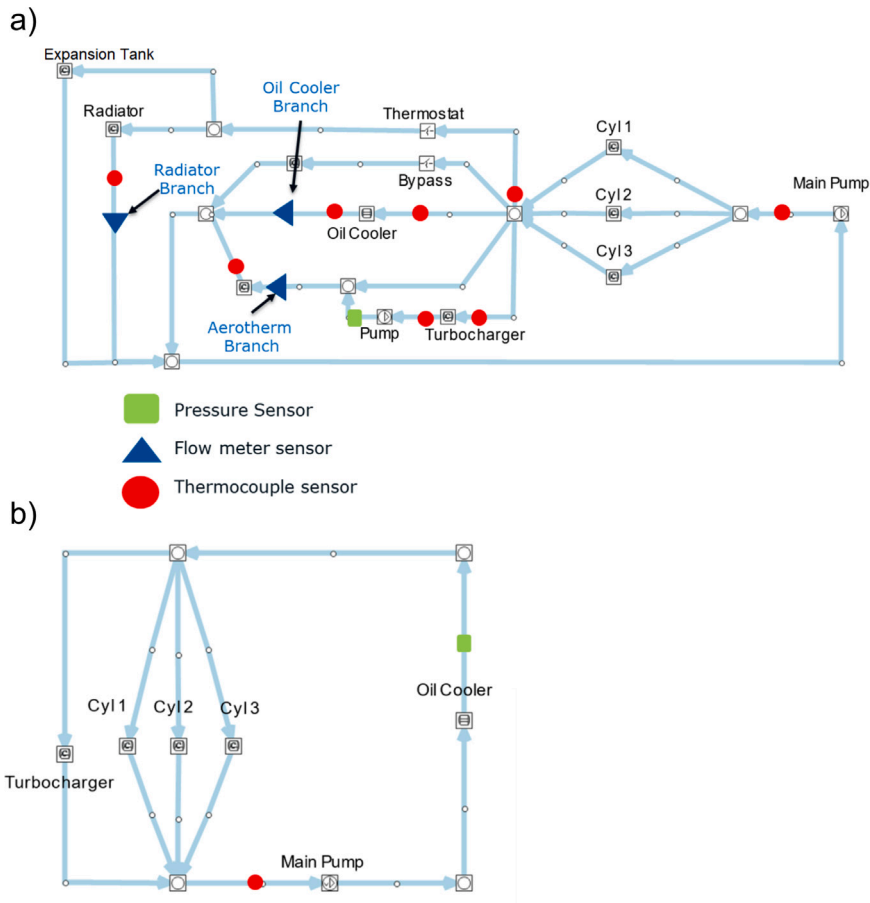 a)
Expansion Tank
Oil Cooler
Branch
Radiator
Thermostat
Cyl 1
Radiator
Branch
Bypass
Cyl 2
Main Pump
Oil Cooler
Cyl 3
Aerotherm
Branch
Pump
Turbocharger
Pressure Sensor
Flow meter sensor
Thermocouple sensor
b)
Oil Cooler
Cyl 1
Cyl 2
Cyl 3
Turbocharger
Main Pump